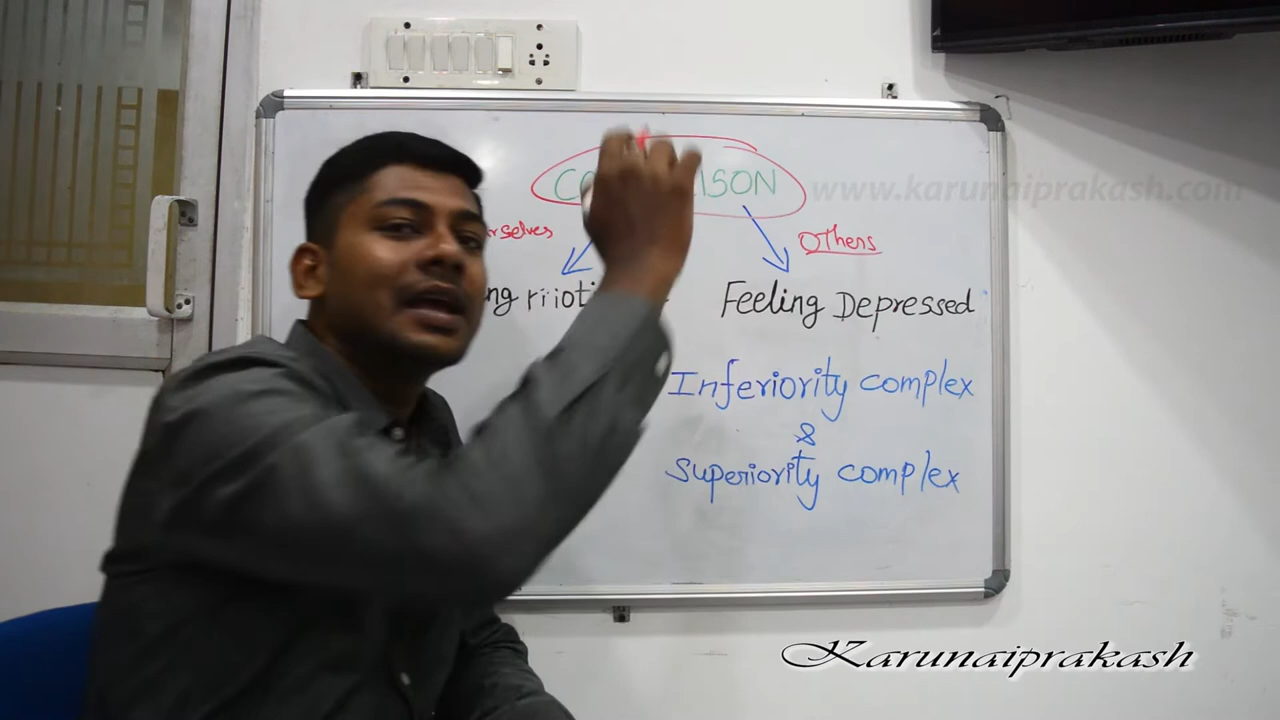 www.karunaiprakash.com
Others
Feeling Depressed
Inferiority complex
&
Superiority complex
Karunaiprakash